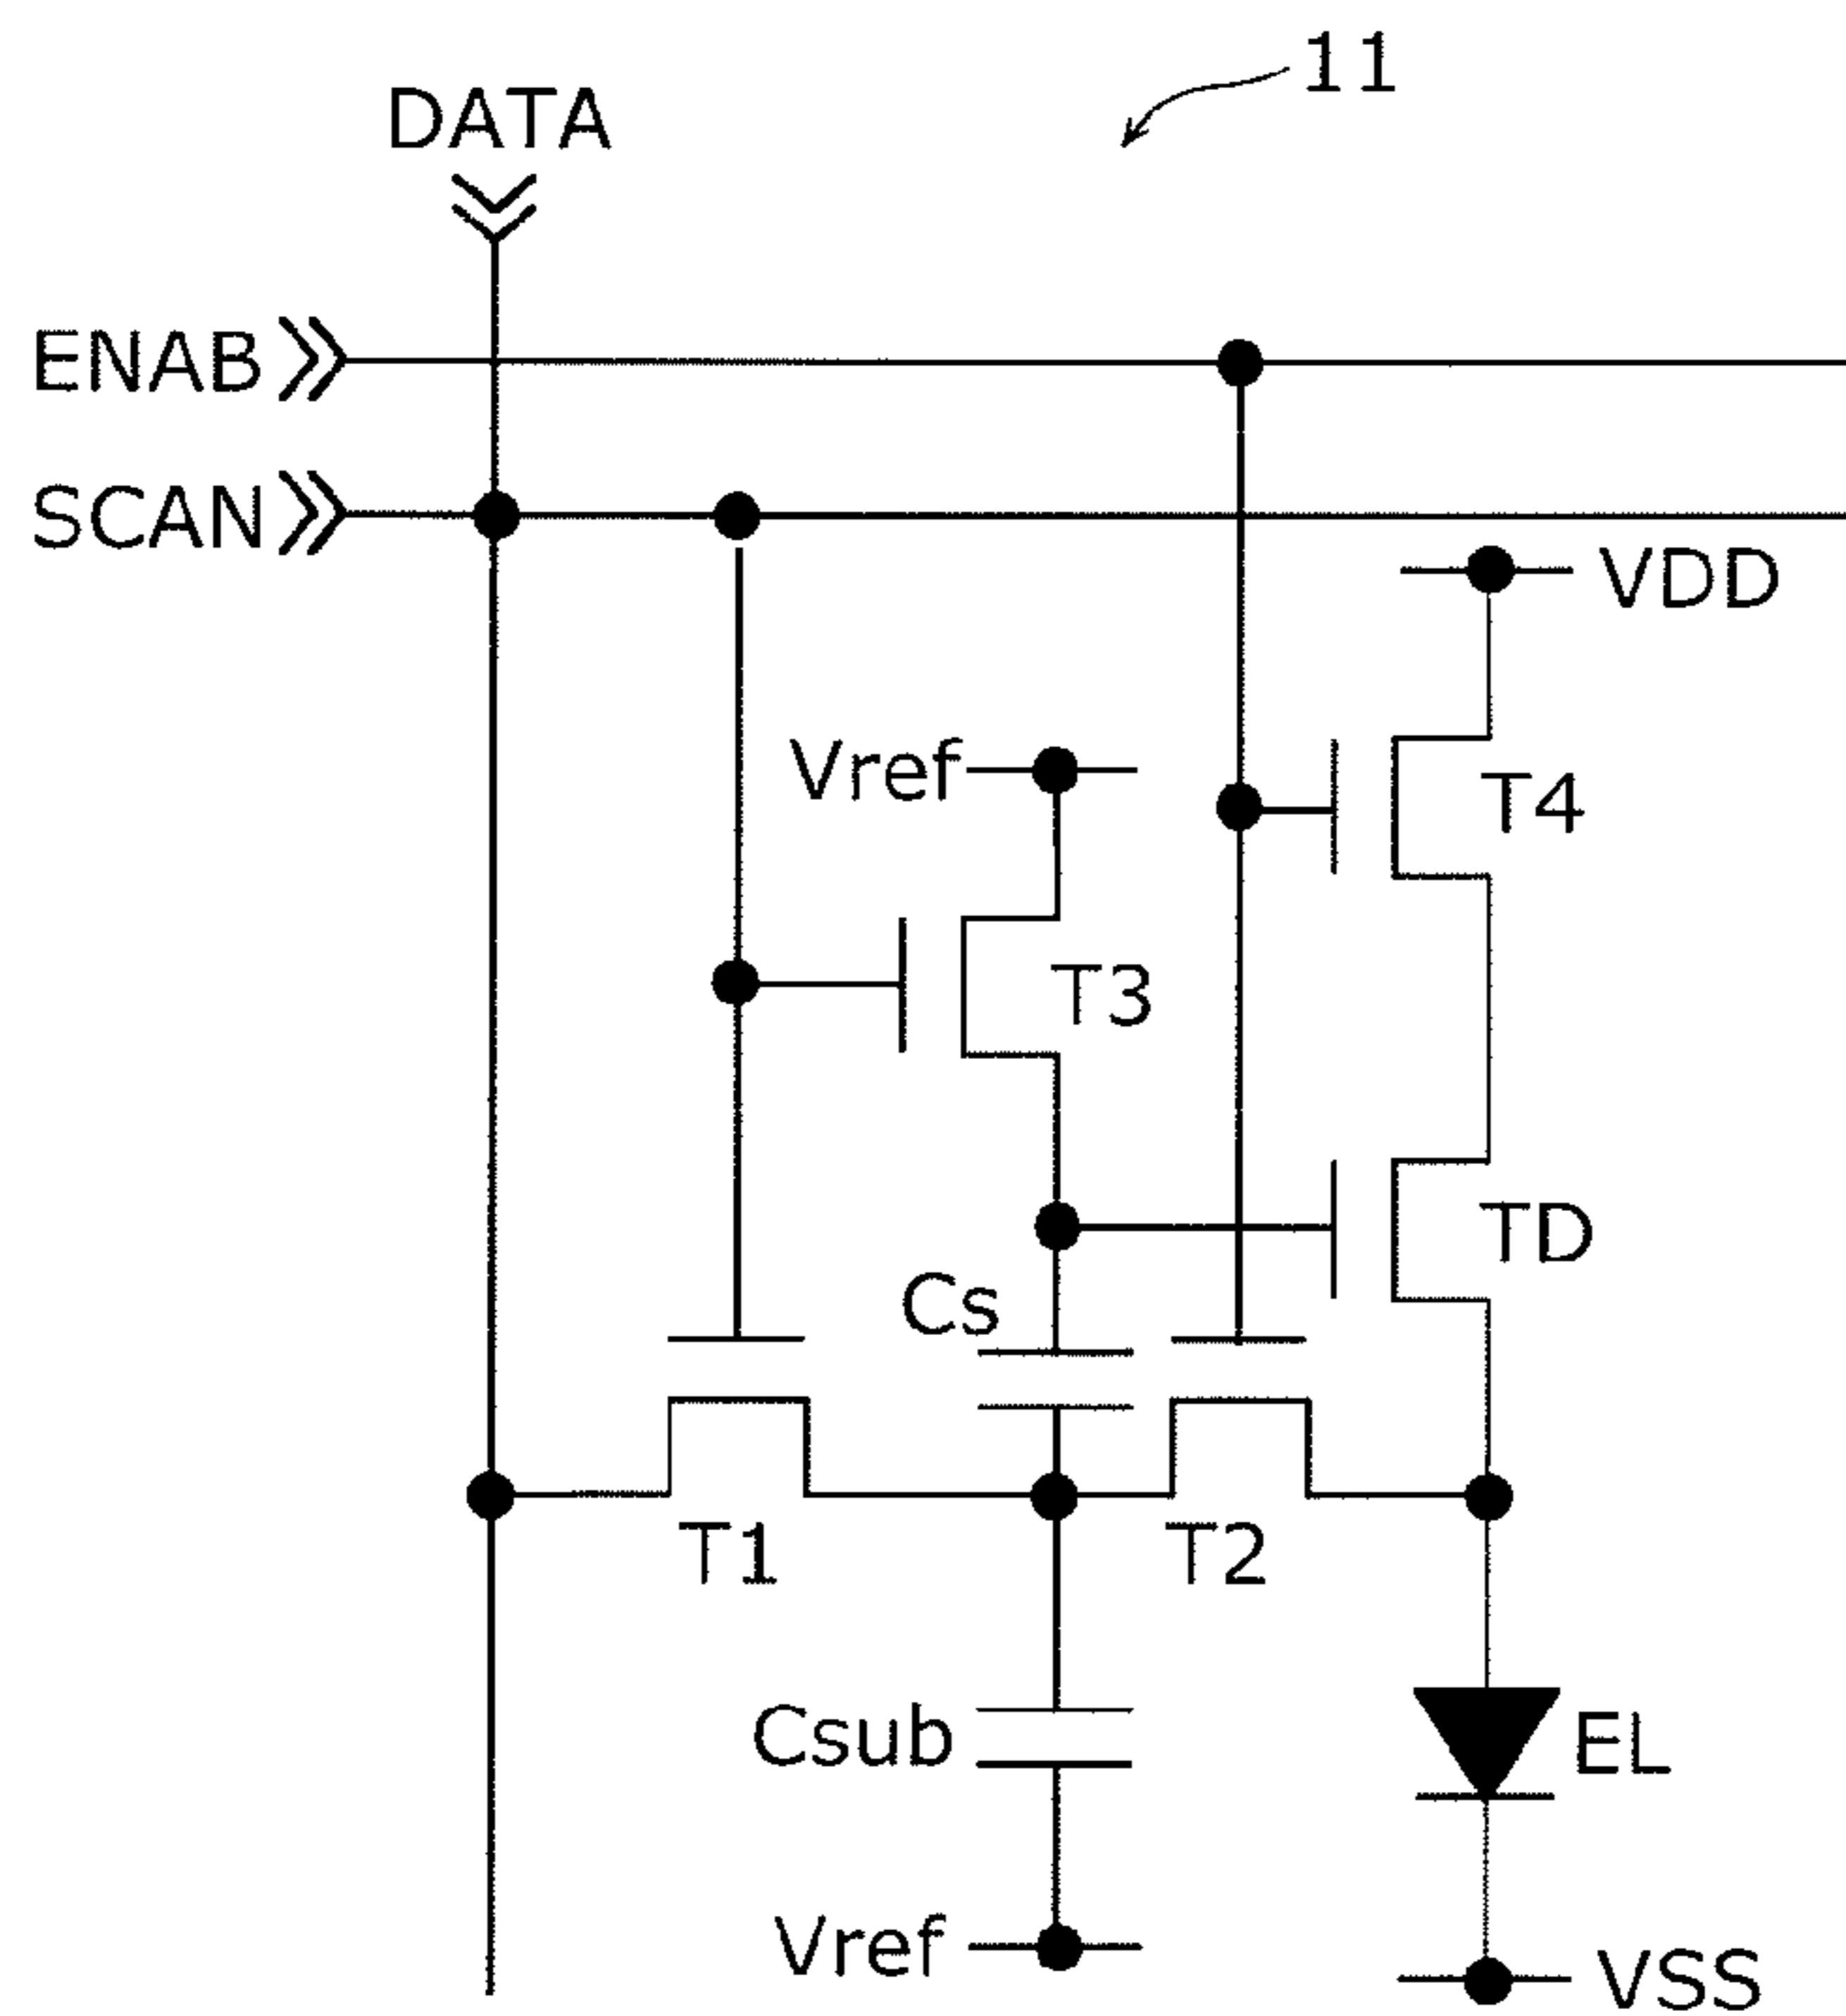 11
DATA
ENAB
SCAN
VDD
Vref
T4
T3
TD
Cs
T1
T2
Csub
EL
Vref
VSS